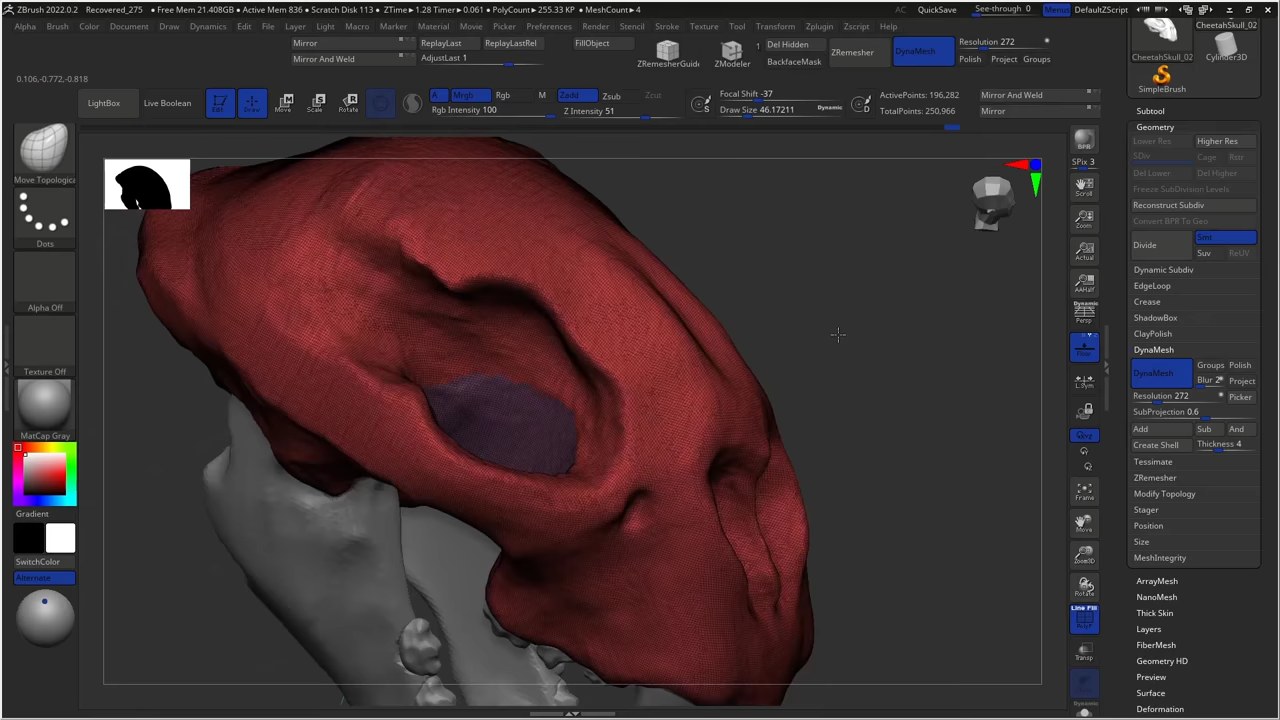 ZBrush 2022.0.2 Recovered_275 • Free Mem 21.408GB • Active Mem 836 • Scratch Disk 113 • ZTime▸1.28 Timer▸0.061 • PolyCount▸255.33 KP • MeshCount▸4 AC QuickSave See-through 0 Menus DefaultZScript
Alpha Brush Color Document Draw Dynamics Edit File Layer Light Macro Marker Material Movie Picker Preferences Render Stencil Stroke Texture Tool Transform Zplugin Zscript Help
Mirror ReplayLast ReplayLastRel FillObject Del Hidden Resolution 272
Mirror And Weld AdjustLast 1 ZRemesherGuide ZModeler 1 BackfaceMask ZRemesher DynaMesh Polish Project Groups
0.106,-0.772,-0.818
LightBox Live Boolean Edit Draw Move Scale Rotate A Mrgb Rgb M Zadd Zsub Zcut Focal Shift -37 Dynamic ActivePoints: 196,282 Mirror And Weld
Rgb Intensity 100 Z Intensity 51 Draw Size 46.17211 TotalPoints: 250,966 Mirror
CheetahSkull_02
CheetahSkull_02 Cylinder3D
SimpleBrush
Subtool
Geometry
Lower Res Higher Res
SDiv Cage Rstr
Del Lower Del Higher
Freeze SubDivision Levels
Reconstruct Subdiv
Convert BPR To Geo
Divide Smt
Suv ReUV
Dynamic Subdiv
EdgeLoop
Crease
ShadowBox
ClayPolish
DynaMesh
DynaMesh Groups Polish
Blur 2 Project
Resolution 272 Picker
SubProjection 0.6
Add Sub And
Create Shell Thickness 4
Tessimate
ZRemesher
Modify Topology
Stager
Position
Size
MeshIntegrity
ArrayMesh
NanoMesh
Thick Skin
Layers
FiberMesh
Geometry HD
Preview
Surface
Deformation
Move Topologica
Dots
Alpha Off
Texture Off
MatCap Gray
Gradient
SwitchColor
Alternate
BPR
SPix 3
Scroll
Zoom
Actual
AAHalf
Dynamic
Persp
Floor
L.Sym
Frame
Move
Zoom3D
Rotate
Line Fill
PolyF
Transp
Dynamic